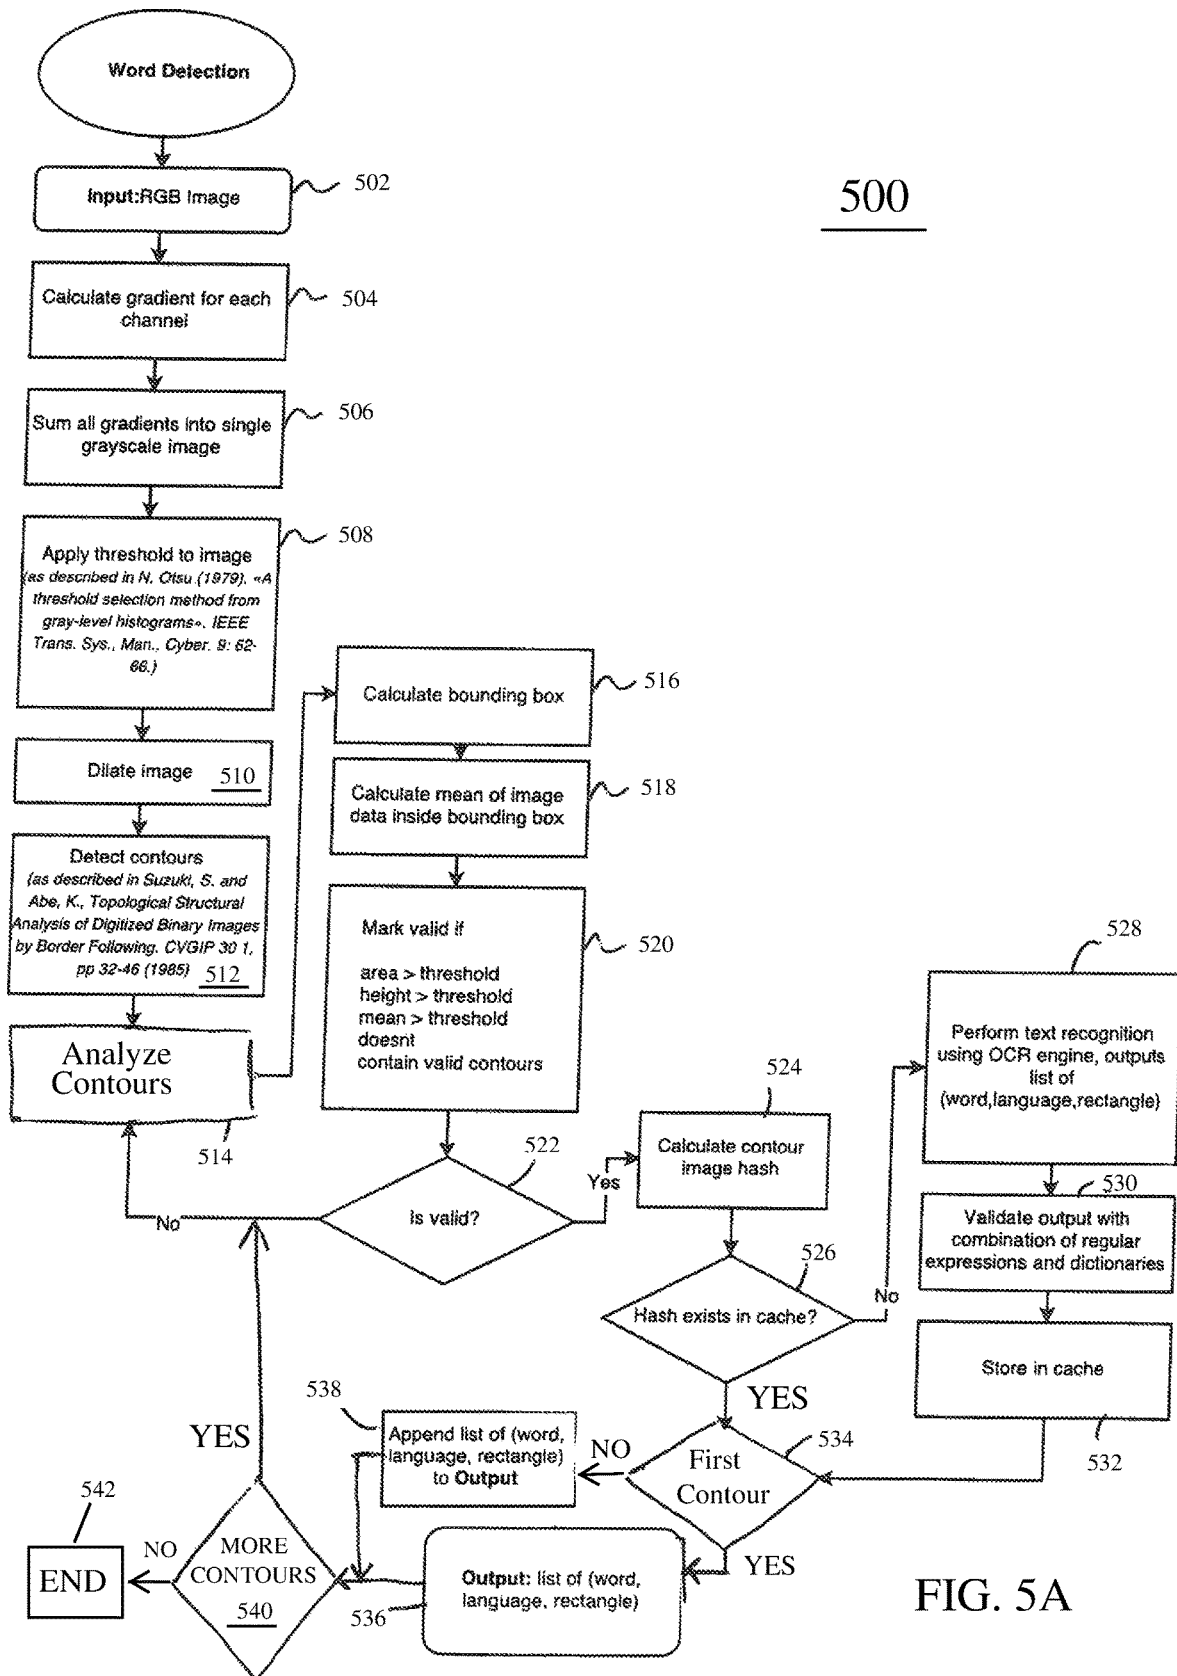 Word Detection
Input:RGB Image
502
500
Calculate gradient for each
channel
504
Sum all gradients into single
grayscale image
506
Apply threshold to image
(as described in N. Otsu (1979). «A
threshold selection method from
gray-level histograms». IEEE
Trans. Sys., Man., Cyber. 9: 62-
66.)
508
Dilate image
510
Detect contours
(as described in Suzuki, S. and
Abe, K., Topological Structural
Analysis of Digitized Binary Images
by Border Following. CVGIP 30 1,
pp 32-46 (1985)
512
Analyze
Contours
514
Calculate bounding box
516
Calculate mean of image
data inside bounding box
518
Mark valid if
area > threshold
height > threshold
mean > threshold
doesnt
contain valid contours
520
Is valid?
522
No
Yes
Calculate contour
image hash
524
Hash exists in cache?
526
No
YES
Perform text recognition
using OCR engine, outputs
list of
(word,language,rectangle)
528
530
Validate output with
combination of regular
expressions and dictionaries
Store in cache
532
First
Contour
534
NO
YES
538
Append list of (word,
language, rectangle)
to Output
Output: list of (word,
language, rectangle)
536
MORE
CONTOURS
540
YES
NO
542
END
FIG. 5A